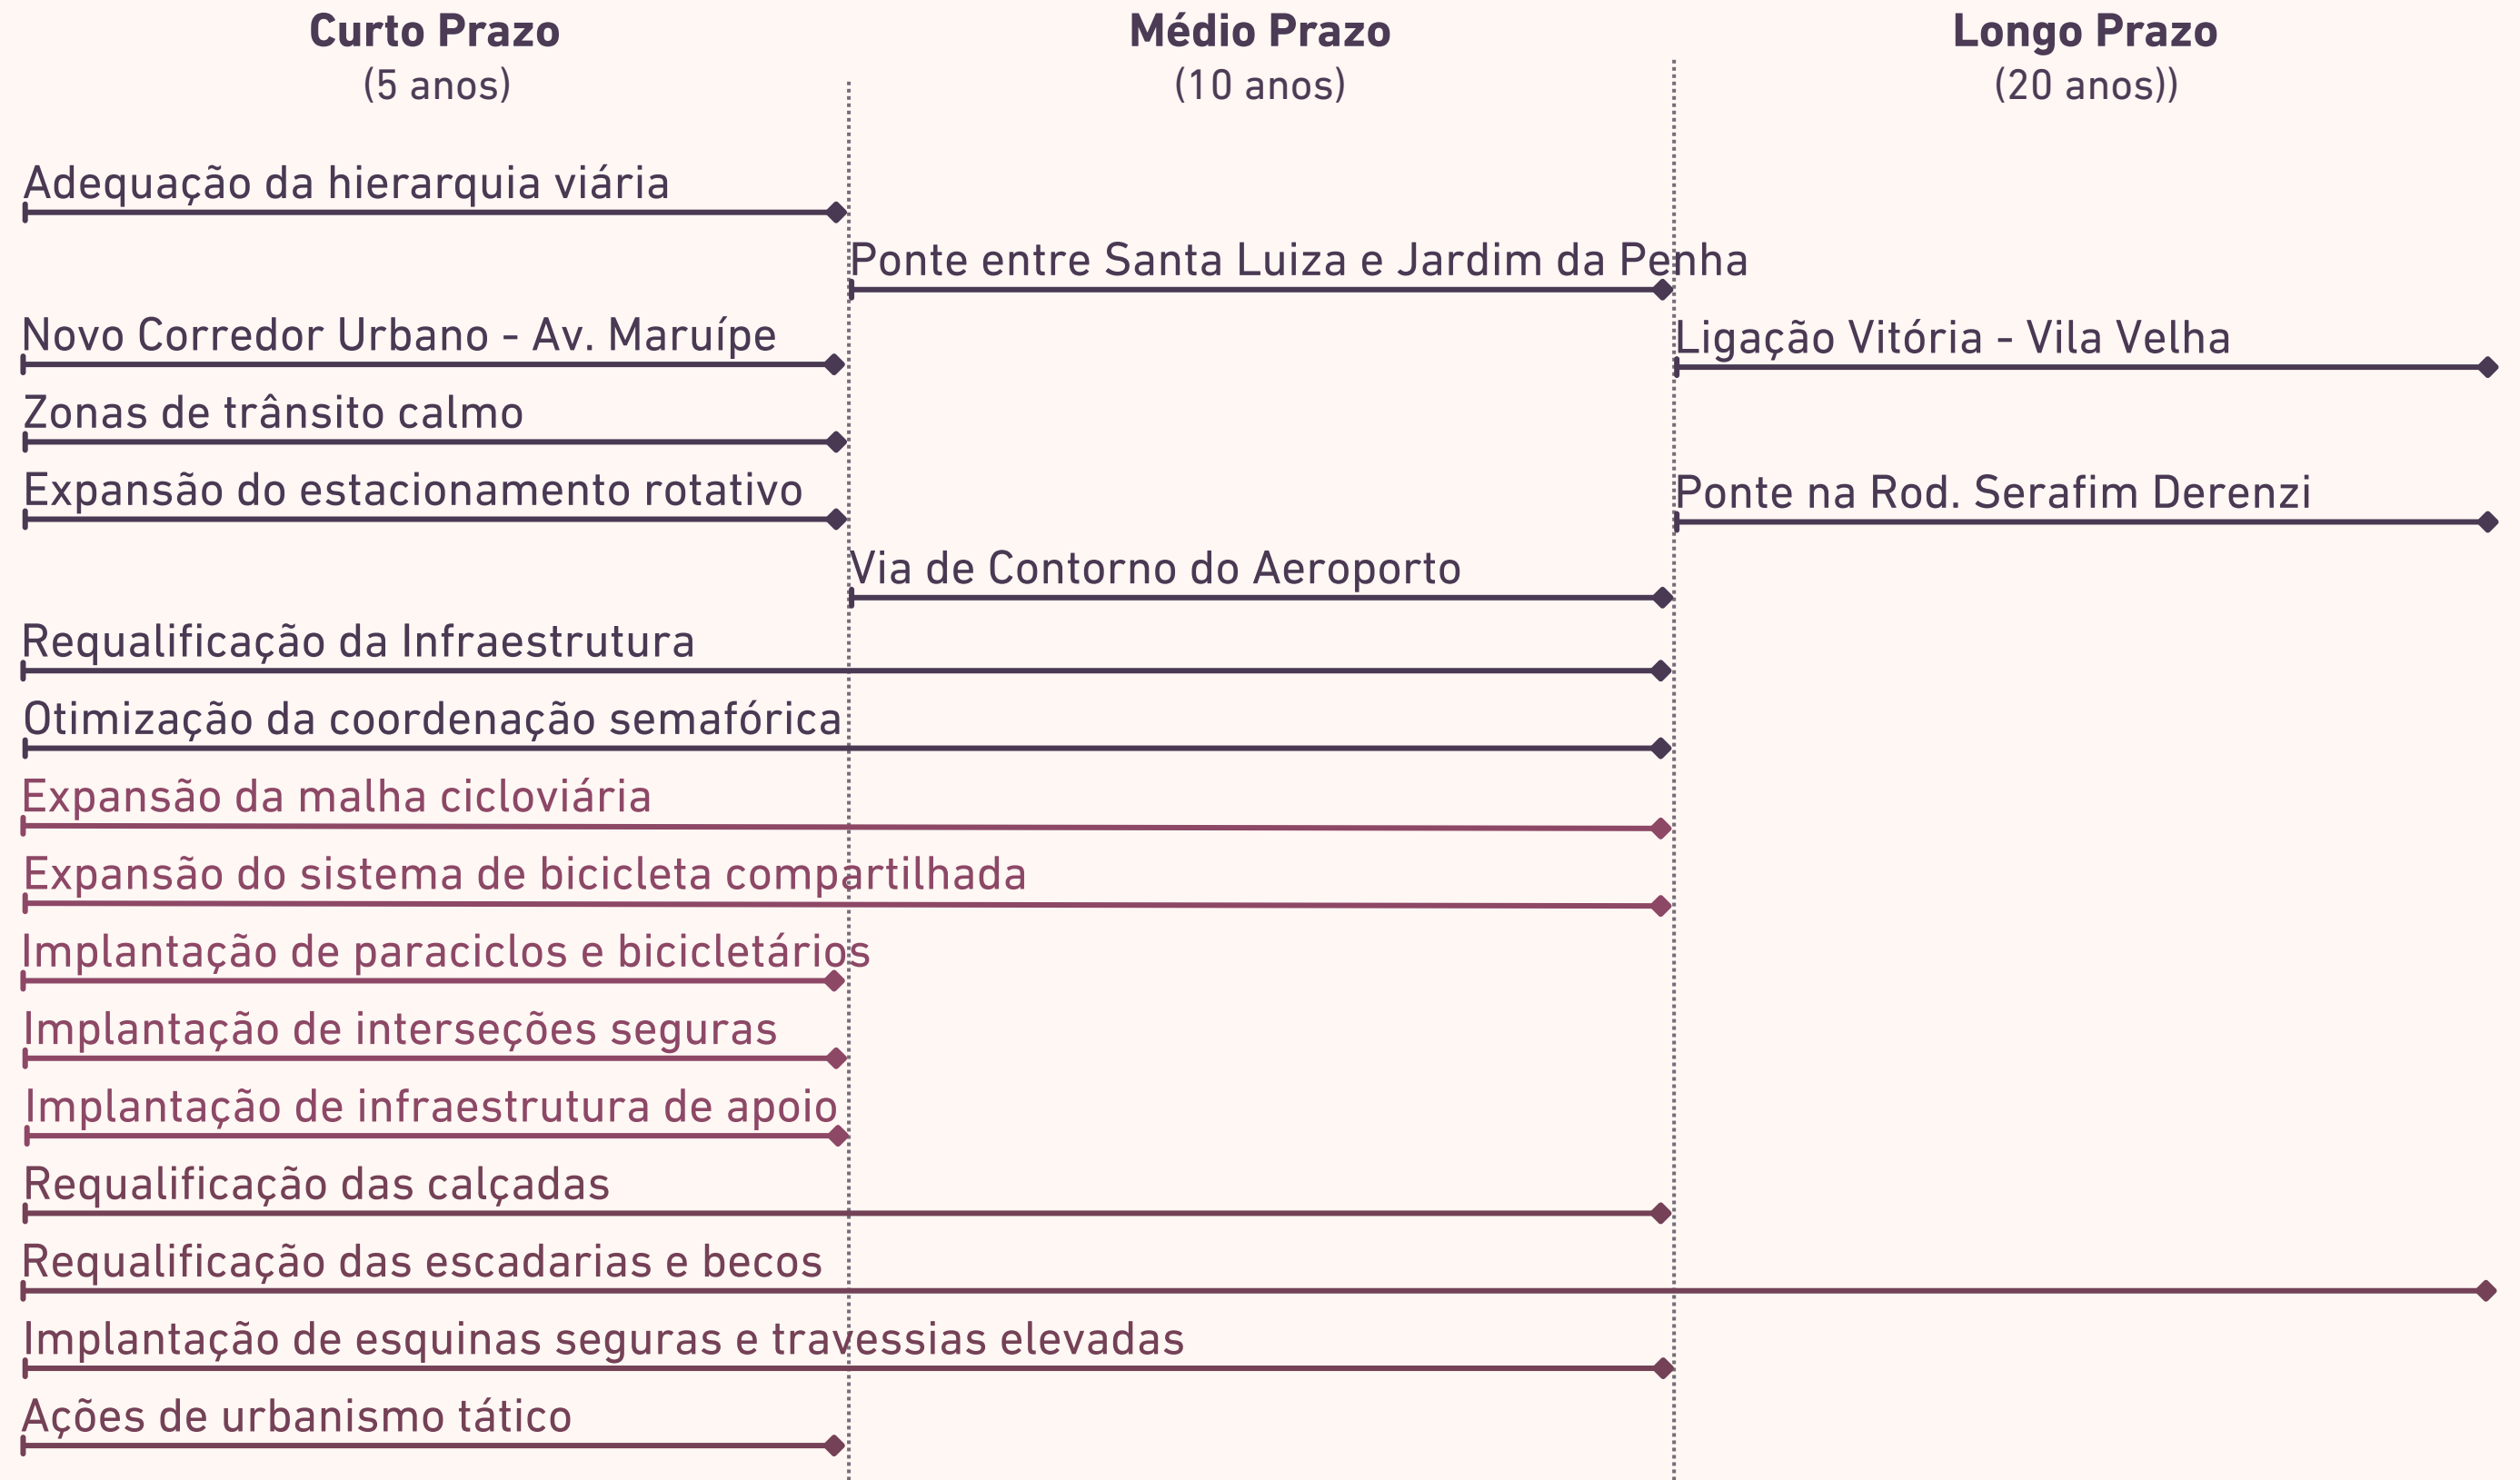 Curto Prazo
(5 anos)
Médio Prazo
(10 anos)
Longo Prazo
(20 anos))
Adequação da hierarquia viária
Ponte entre Santa Luiza e Jardim da Penha
Novo Corredor Urbano - Av. Maruípe
Ligação Vitória - Vila Velha
Zonas de trânsito calmo
Expansão do estacionamento rotativo
Ponte na Rod. Serafim Derenzi
Via de Contorno do Aeroporto
Requalificação da Infraestrutura
Otimização da coordenação semafórica
Expansão da malha cicloviária
Expansão do sistema de bicicleta compartilhada
Implantação de paraciclos e bicicletários
Implantação de interseções seguras
Implantação de infraestrutura de apoio
Requalificação das calçadas
Requalificação das escadarias e becos
Implantação de esquinas seguras e travessias elevadas
Ações de urbanismo tático